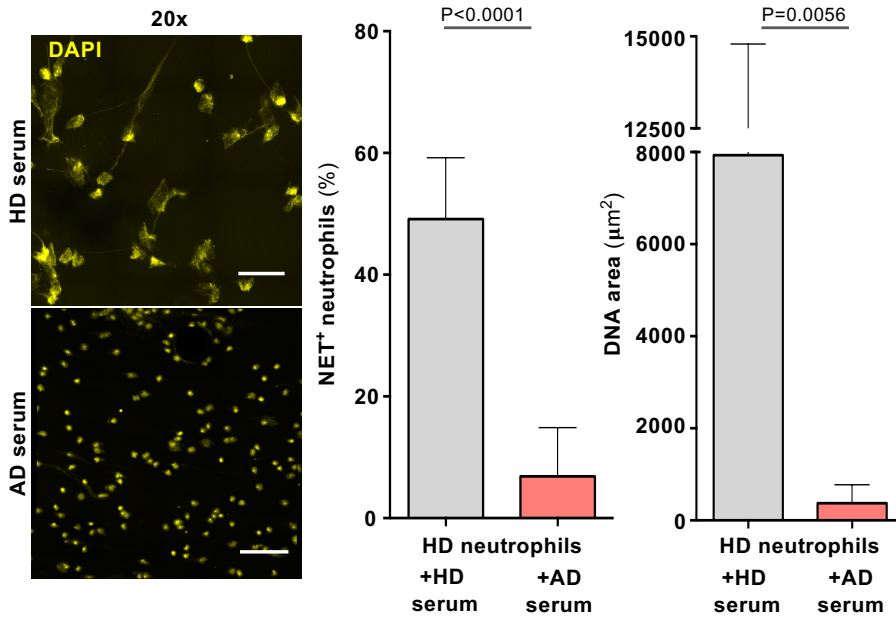 20x
DAPI
HD serum
AD serum
P<0.0001
NET⁺ neutrophils (%)
80
60
40
20
0
HD neutrophils
+HD serum
+AD serum
P=0.0056
DNA area (μm²)
15000
12500
8000
6000
4000
2000
0
HD neutrophils
+HD serum
+AD serum